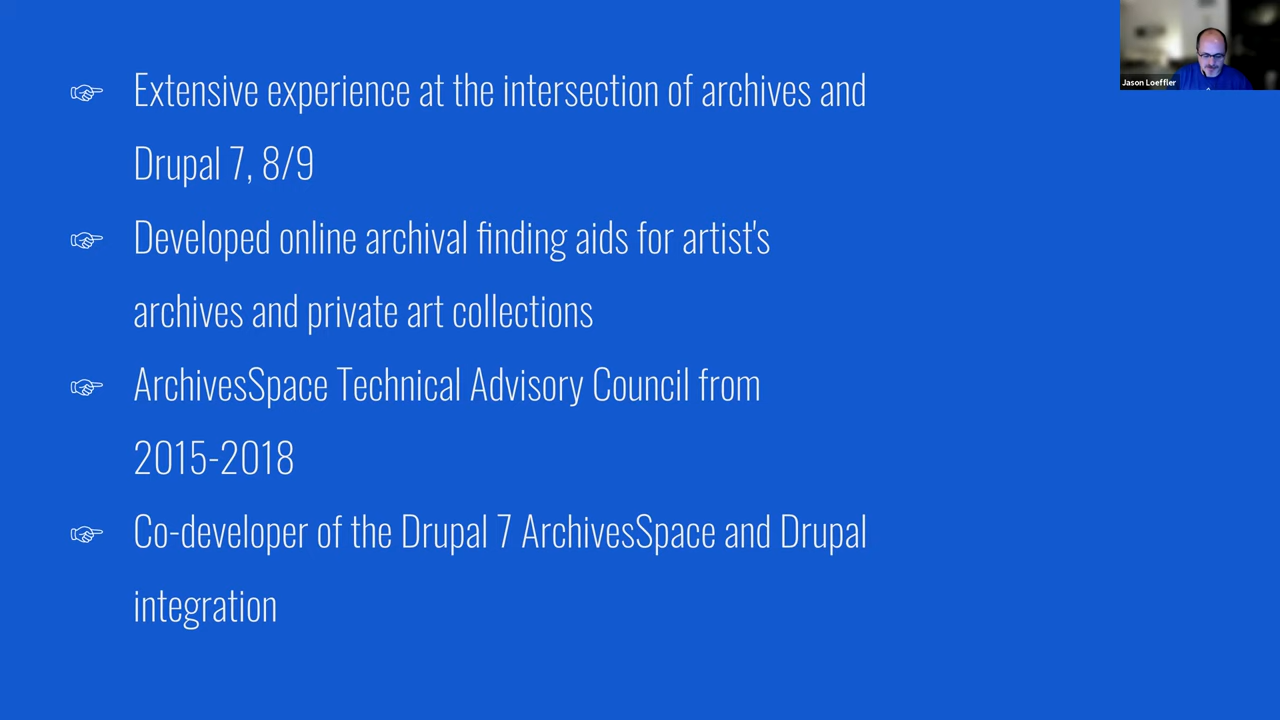 ☞ Extensive experience at the intersection of archives and
Drupal 7, 8/9
☞ Developed online archival finding aids for artist's
archives and private art collections
☞ ArchivesSpace Technical Advisory Council from
2015-2018
☞ Co-developer of the Drupal 7 ArchivesSpace and Drupal
integration
Jason Loeffler